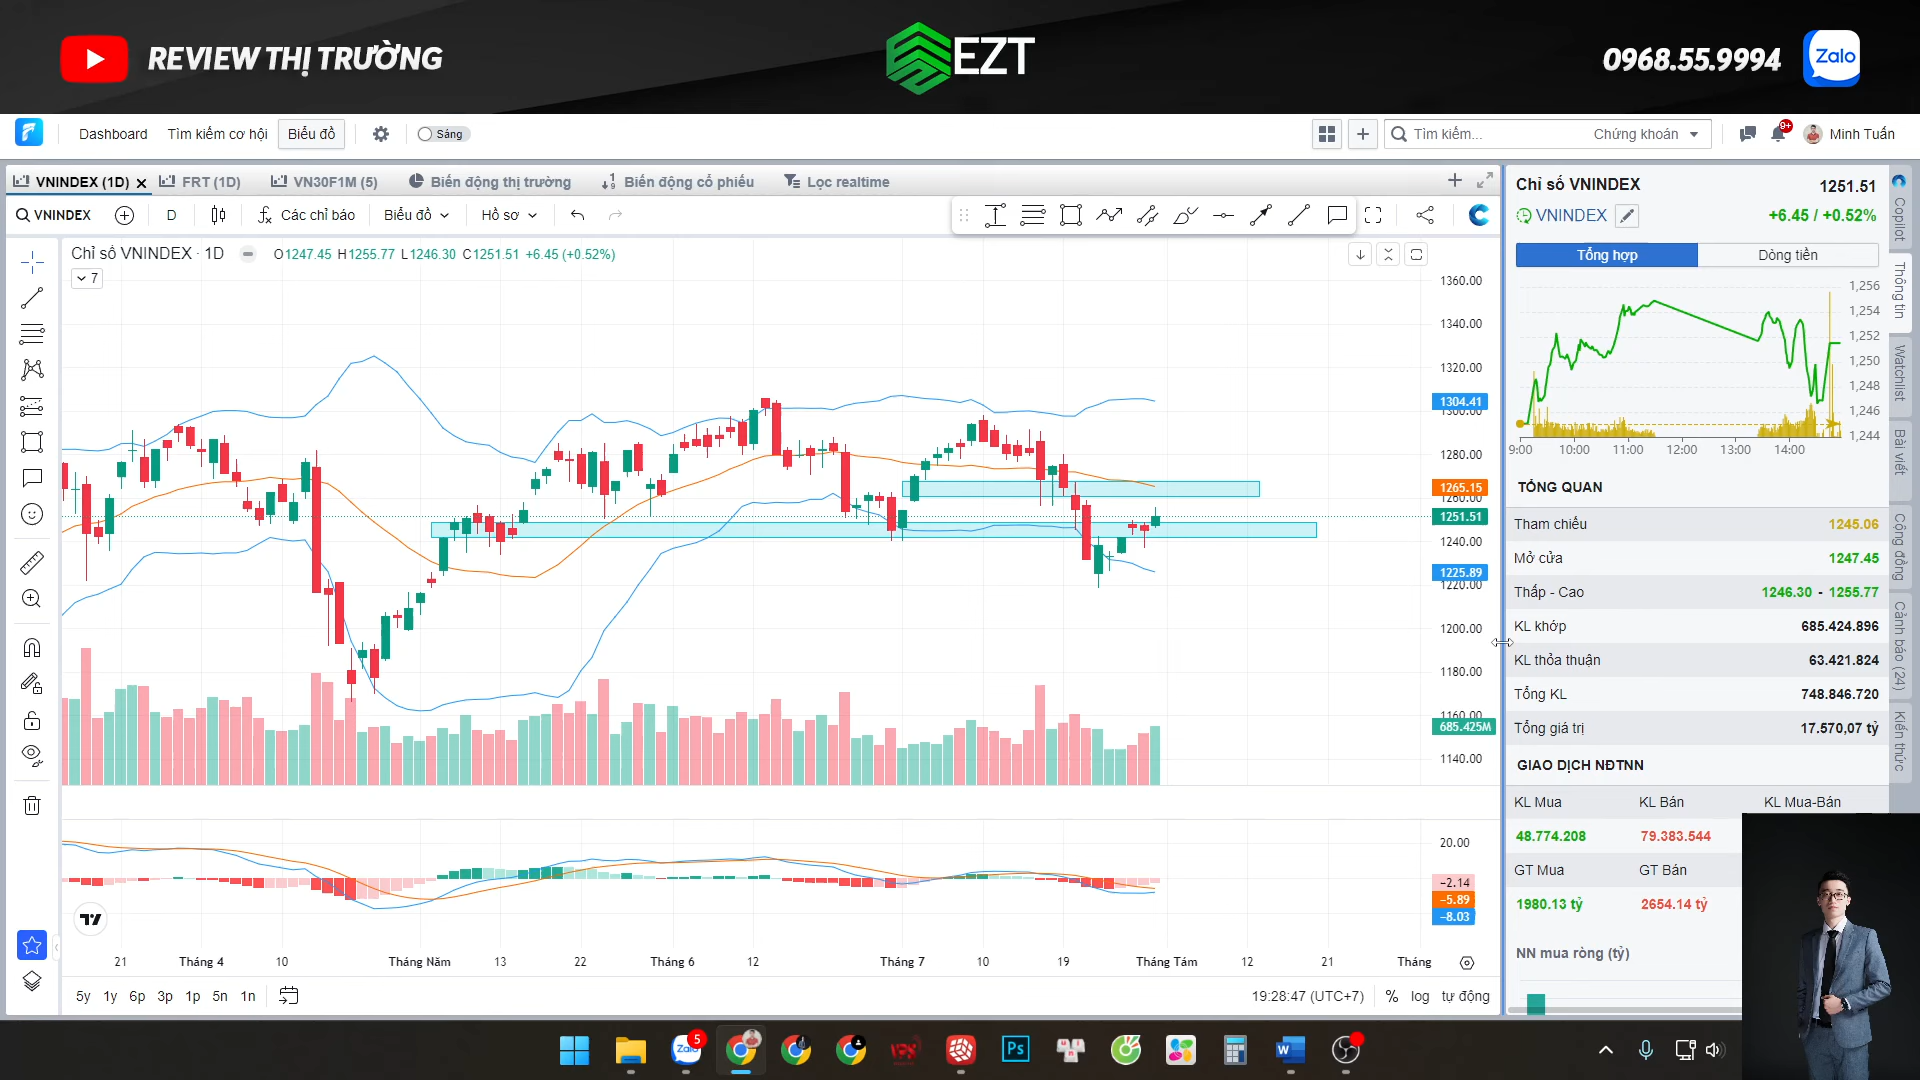 REVIEW THỊ TRƯỜNG
EZT
0968.55.9994
Zalo
Dashboard
Tìm kiếm cơ hội
Biểu đồ
Sáng
Tìm kiếm...
Chứng khoán
9+
Minh Tuấn
VNINDEX (1D)
FRT (1D)
VN30F1M (5)
Biến động thị trường
Biến động cổ phiếu
Lọc realtime
VNINDEX
D
Các chỉ báo
Biểu đồ
Hồ sơ
Chỉ số VNINDEX · 1D
O1247.45 H1255.77 L1246.30 C1251.51 +6.45 (+0.52%)
7
1360.00
1340.00
1320.00
1304.41
1300.00
1280.00
1265.15
1260.00
1251.51
1240.00
1225.89
1220.00
1200.00
1180.00
1160.00
685.425M
1140.00
20.00
−2.14
−5.89
−8.03
21
Tháng 4
10
Tháng Năm
13
22
Tháng 6
12
Tháng 7
10
19
Tháng Tám
12
21
Tháng
5y 1y 6p 3p 1p 5n 1n
19:28:47 (UTC+7)
% log tự động
Chỉ số VNINDEX
1251.51
VNINDEX
+6.45 / +0.52%
Tổng hợp
Dòng tiền
1,256
1,254
1,252
1,250
1,248
1,246
1,244
9:00 10:00 11:00 12:00 13:00 14:00
TỔNG QUAN
Tham chiếu 1245.06
Mở cửa 1247.45
Thấp - Cao 1246.30 - 1255.77
KL khớp 685.424.896
KL thỏa thuận 63.421.824
Tổng KL 748.846.720
Tổng giá trị 17.570,07 tỷ
GIAO DỊCH NĐTNN
KL Mua KL Bán KL Mua-Bán
48.774.208 79.383.544
GT Mua GT Bán
1980.13 tỷ 2654.14 tỷ
NN mua ròng (tỷ)
Copilot
Thông tin
Watchlist
Bài viết
Cộng đồng
Cảnh báo (24)
Kiến thức
Zalo
5
Ps
W